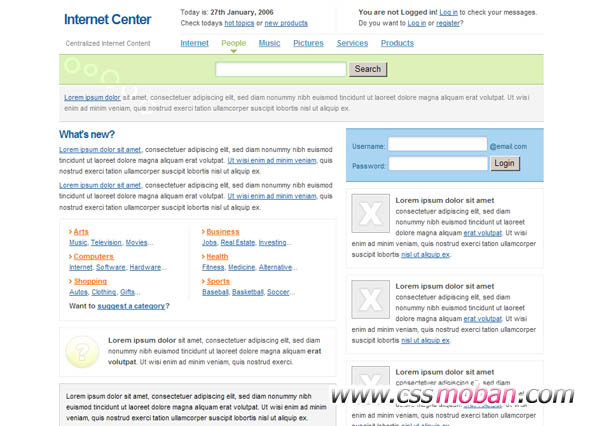 Internet Center
Centralized Internet Content
Today is: 27th January, 2006
Check todays hot topics or new products
You are not Logged in! Log in to check your messages.
Do you want to Log in or register?
Internet People Music Pictures Services Products
Search
Lorem ipsum dolor sit amet, consectetuer adipiscing elit, sed diam nonummy nibh euismod tincidunt ut laoreet dolore magna aliquam erat volutpat. Ut wisi
enim ad minim veniam, quis nostrud exerci tation ullamcorper suscipit lobortis nisl ut aliquip ex.
What's new?
Lorem ipsum dolor sit amet, consectetuer adipiscing elit, sed diam nonummy nibh euismod
tincidunt ut laoreet dolore magna aliquam erat volutpat. Ut wisi enim ad minim veniam, quis
nostrud exerci tation ullamcorper suscipit lobortis nisl ut aliquip ex.
Lorem ipsum dolor sit amet, consectetuer adipiscing elit, sed diam nonummy nibh euismod
tincidunt ut laoreet dolore magna aliquam erat volutpat. Ut wisi enim ad minim veniam, quis
nostrud exerci tation ullamcorper suscipit lobortis nisl ut aliquip ex.
Arts
Music, Television, Movies...
Computers
Internet, Software, Hardware...
Shopping
Autos, Clothing, Gifts...
Business
Jobs, Real Estate, Investing...
Health
Fitness, Medicine, Alternative...
Sports
Baseball, Basketball, Soccer...
Want to suggest a category?
?
Lorem ipsum dolor sit amet, consectetuer adipiscing elit, sed diam
nonummy nibh euismod tincidunt ut laoreet dolore magna aliquam erat
volutpat. Ut wisi enim ad minim veniam, quis nostrud exerci.
Lorem ipsum dolor sit amet, consectetuer adipiscing elit, sed diam nonummy
nibh euismod tincidunt ut laoreet dolore magna aliquam erat volutpat. Ut wisi enim
ad minim veniam, quis nostrud exerci tation ullamcorper suscipit lobortis nisl ut
Username: @email.com
Password: Login
X
Lorem ipsum dolor sit amet
consectetuer adipiscing elit, sed diam
nonummy nibh euismod tincidunt ut laoreet
dolore magna aliquam erat volutpat. Ut wisi
enim ad minim veniam, quis nostrud exerci tation ullamcorper
suscipit lobortis nisl ut aliquip ex.
X
Lorem ipsum dolor sit amet
consectetuer adipiscing elit, sed diam
nonummy nibh euismod tincidunt ut laoreet
dolore magna aliquam erat volutpat. Ut wisi
enim ad minim veniam, quis nostrud exerci tation ullamcorper
suscipit lobortis nisl ut aliquip ex.
X
Lorem ipsum dolor sit amet
www.cssmoban.com
enim ad minim veniam, quis nostrud exerci tation ullamcorper
suscipit lobortis nisl ut aliquip ex.